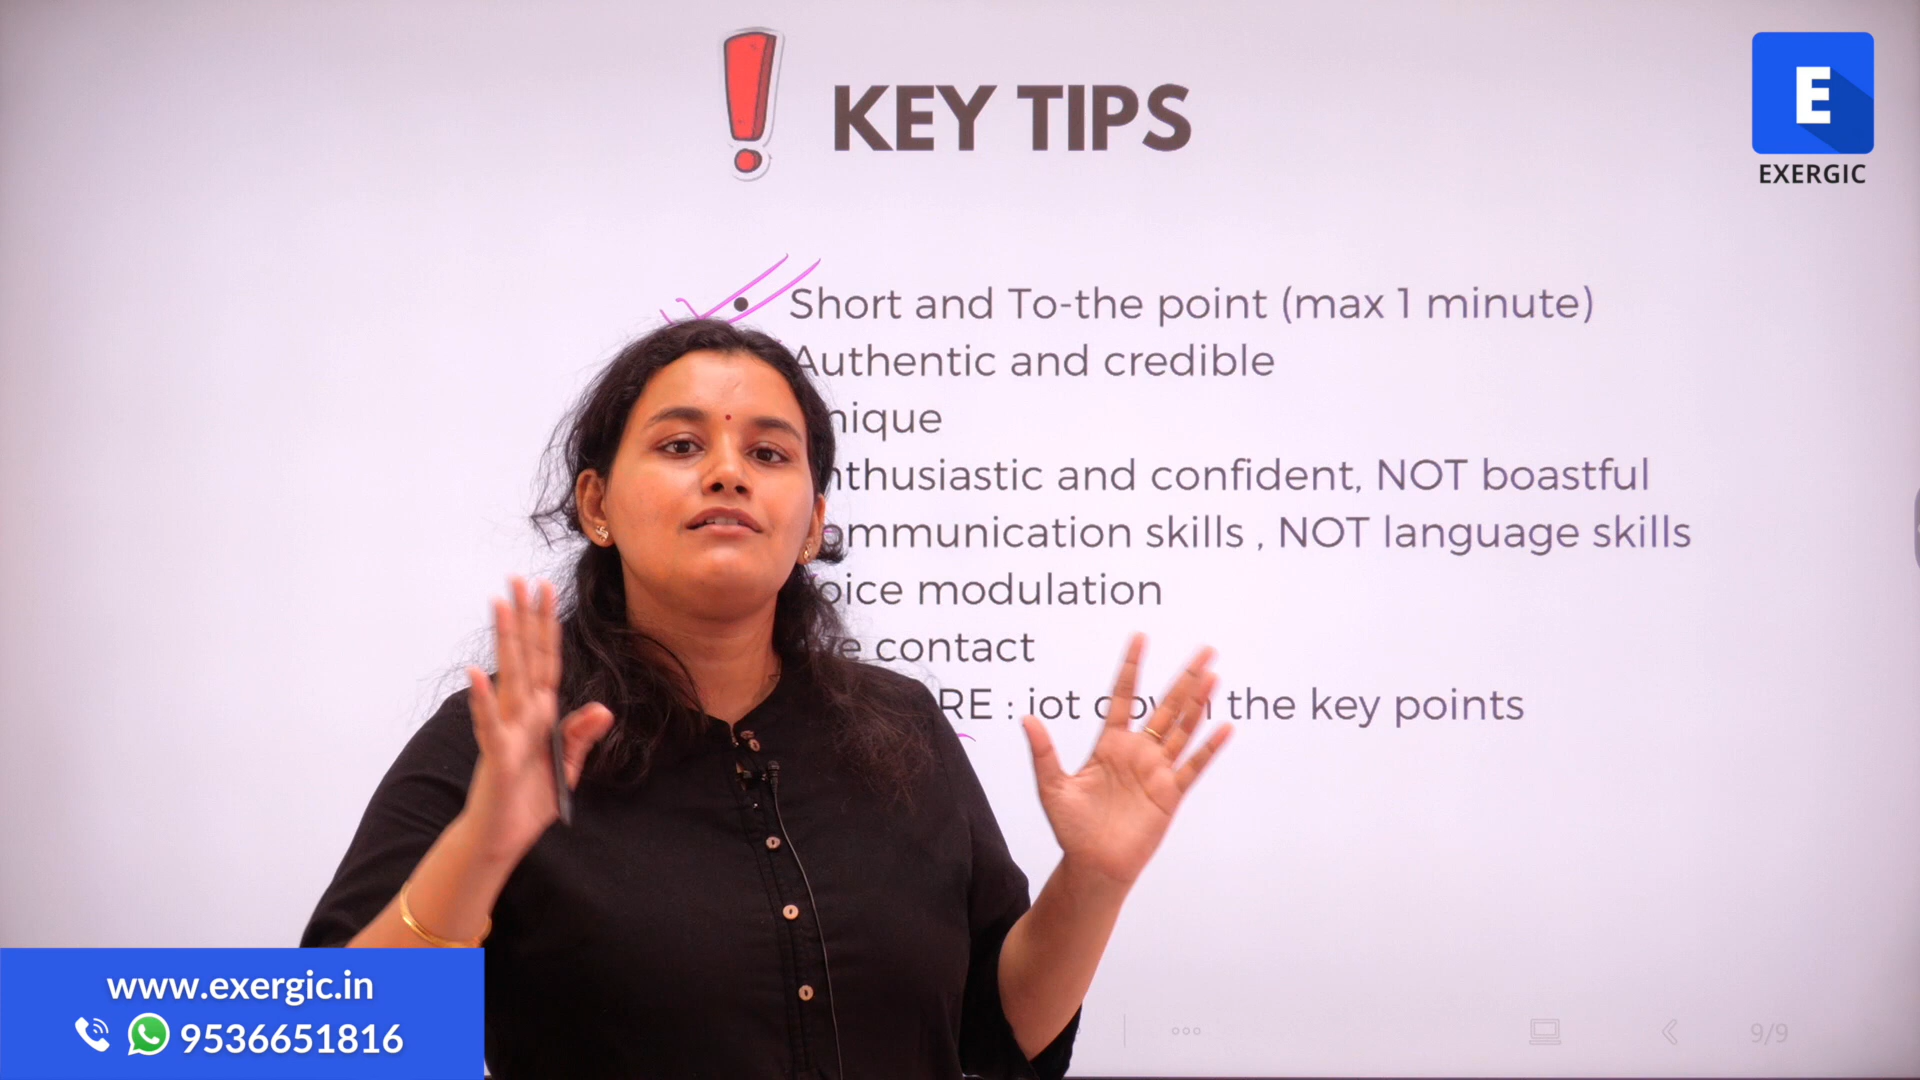 KEY TIPS
E
EXERGIC
Short and To-the point (max 1 minute)
Authentic and credible
nique
nthusiastic and confident, NOT boastful
ommunication skills , NOT language skills
oice modulation
e contact
RE : jot down the key points
www.exergic.in
9536651816
9/9